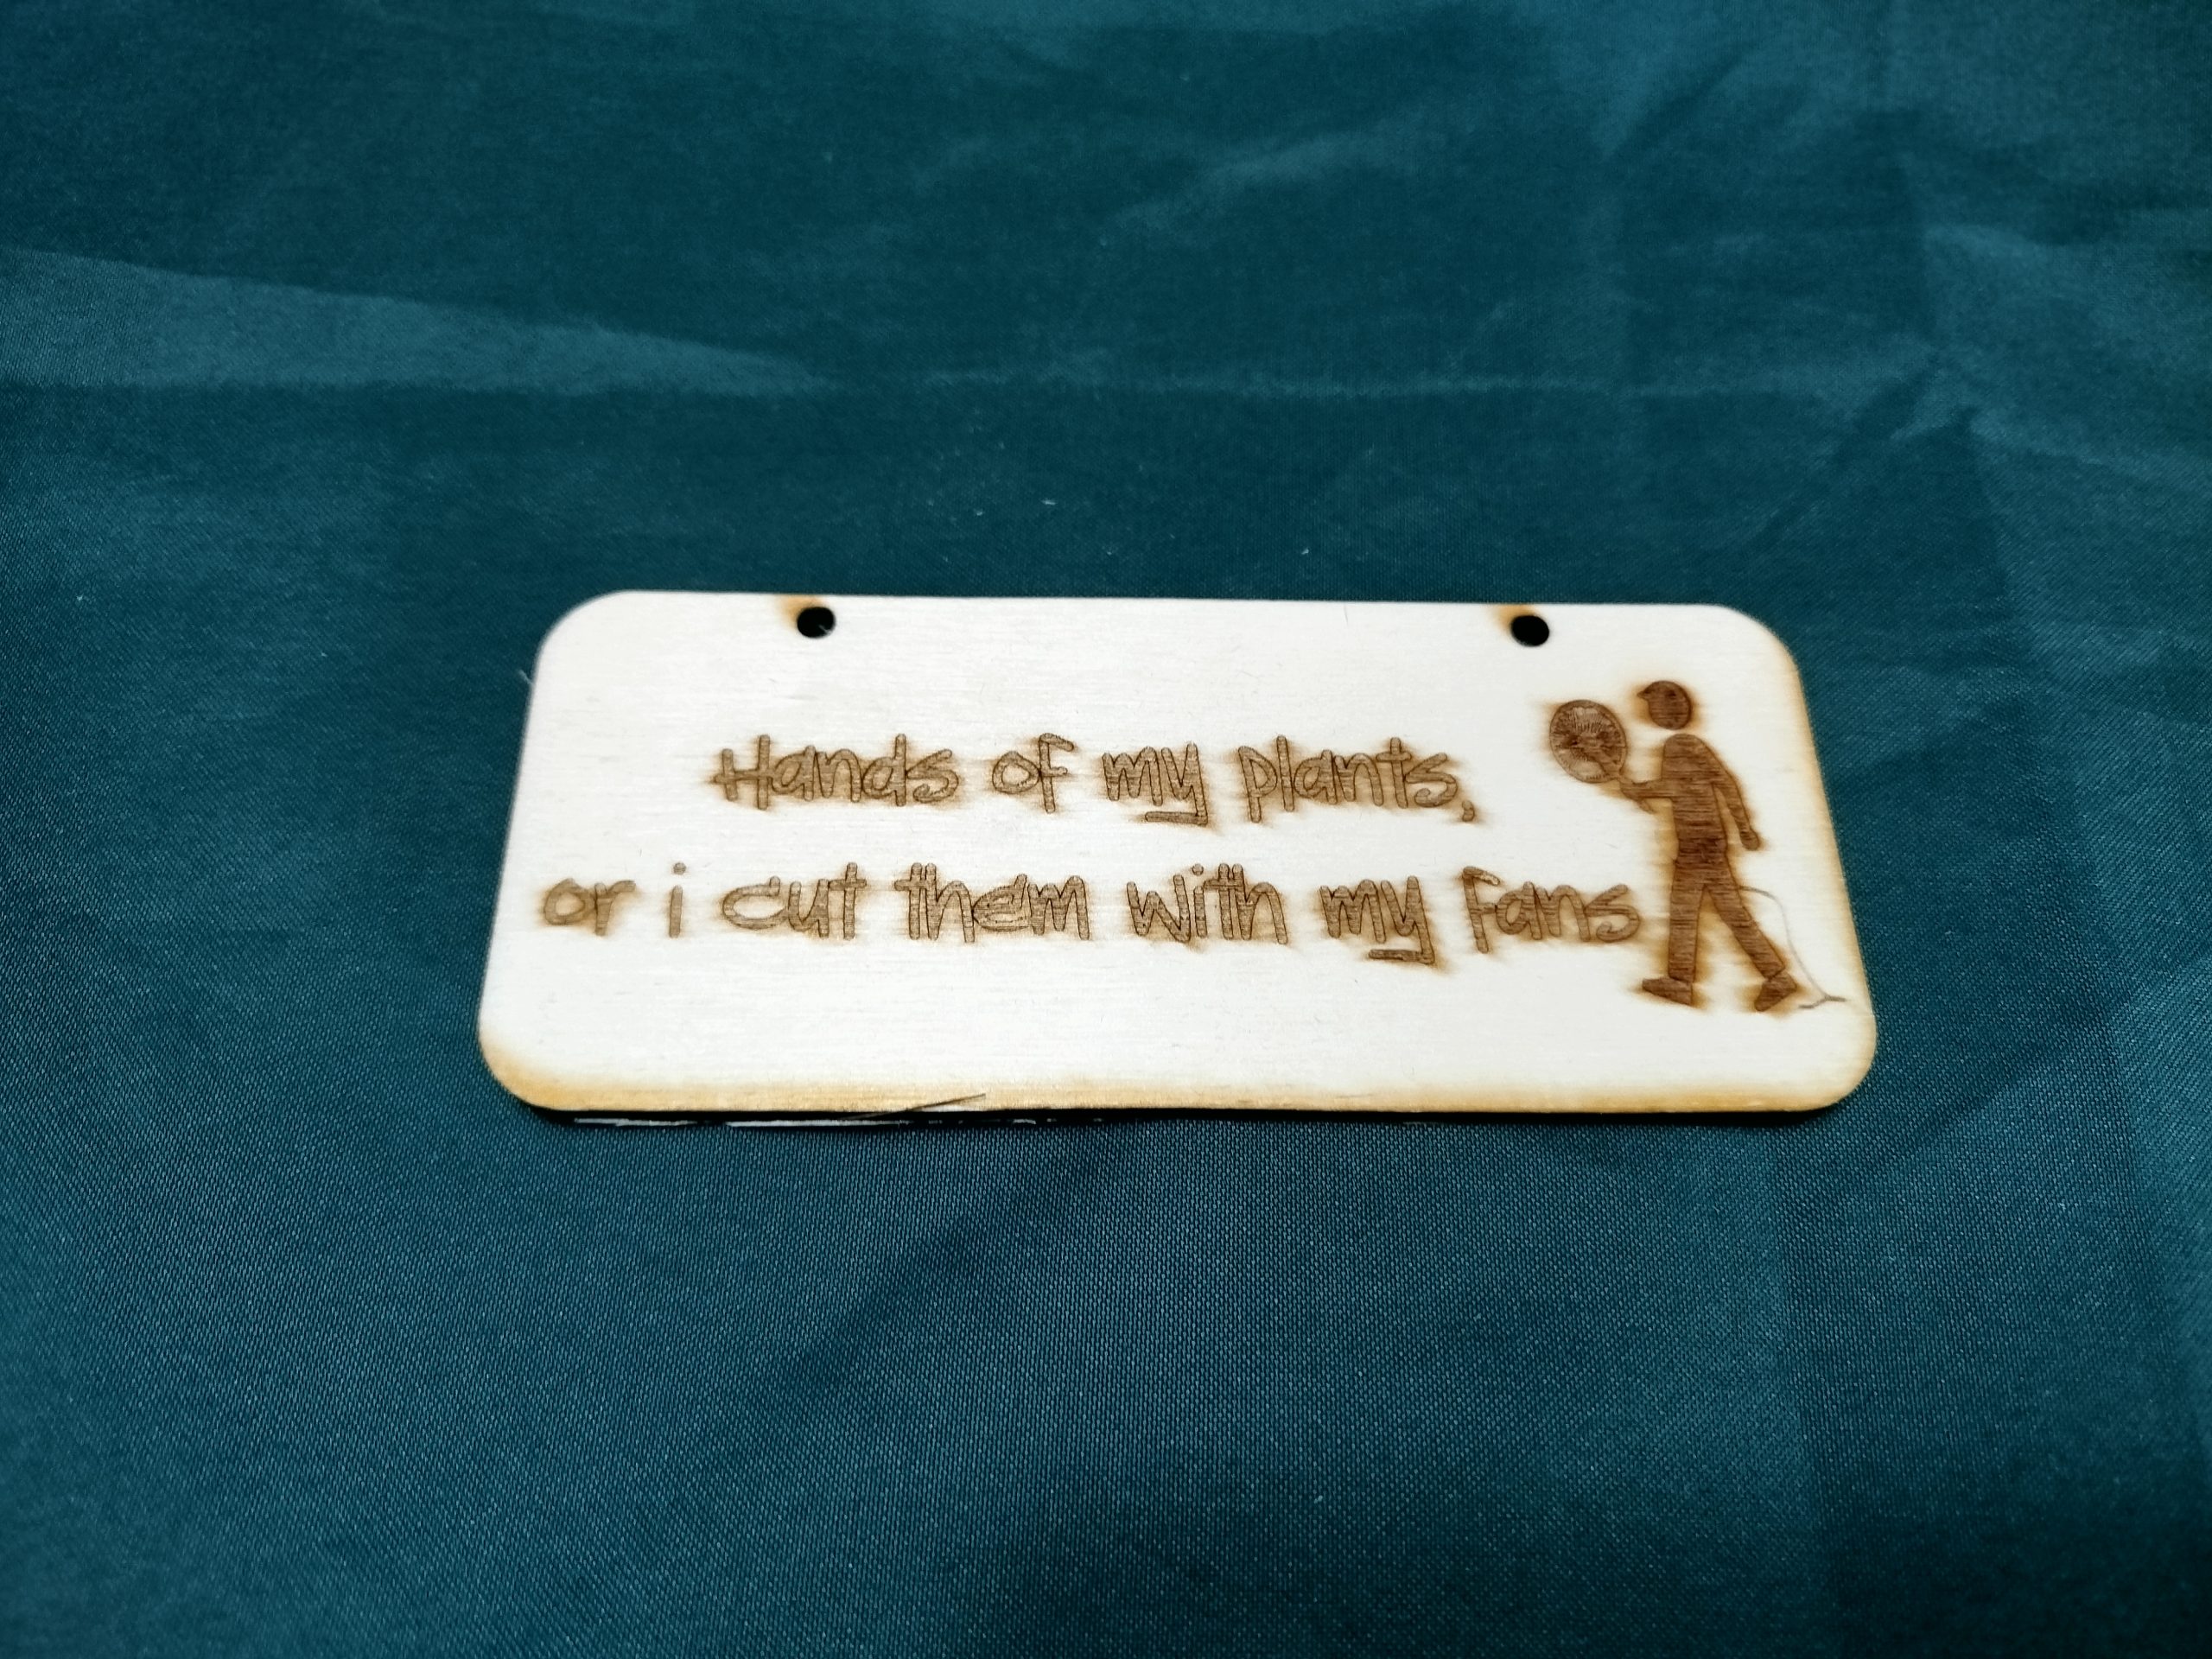 Hands of my plants,
or i cut them with my fans